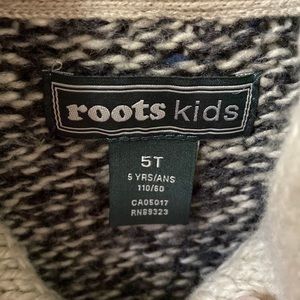 roots kids
5T
5 YRS/ANS
110/60
CA05017
RN89323